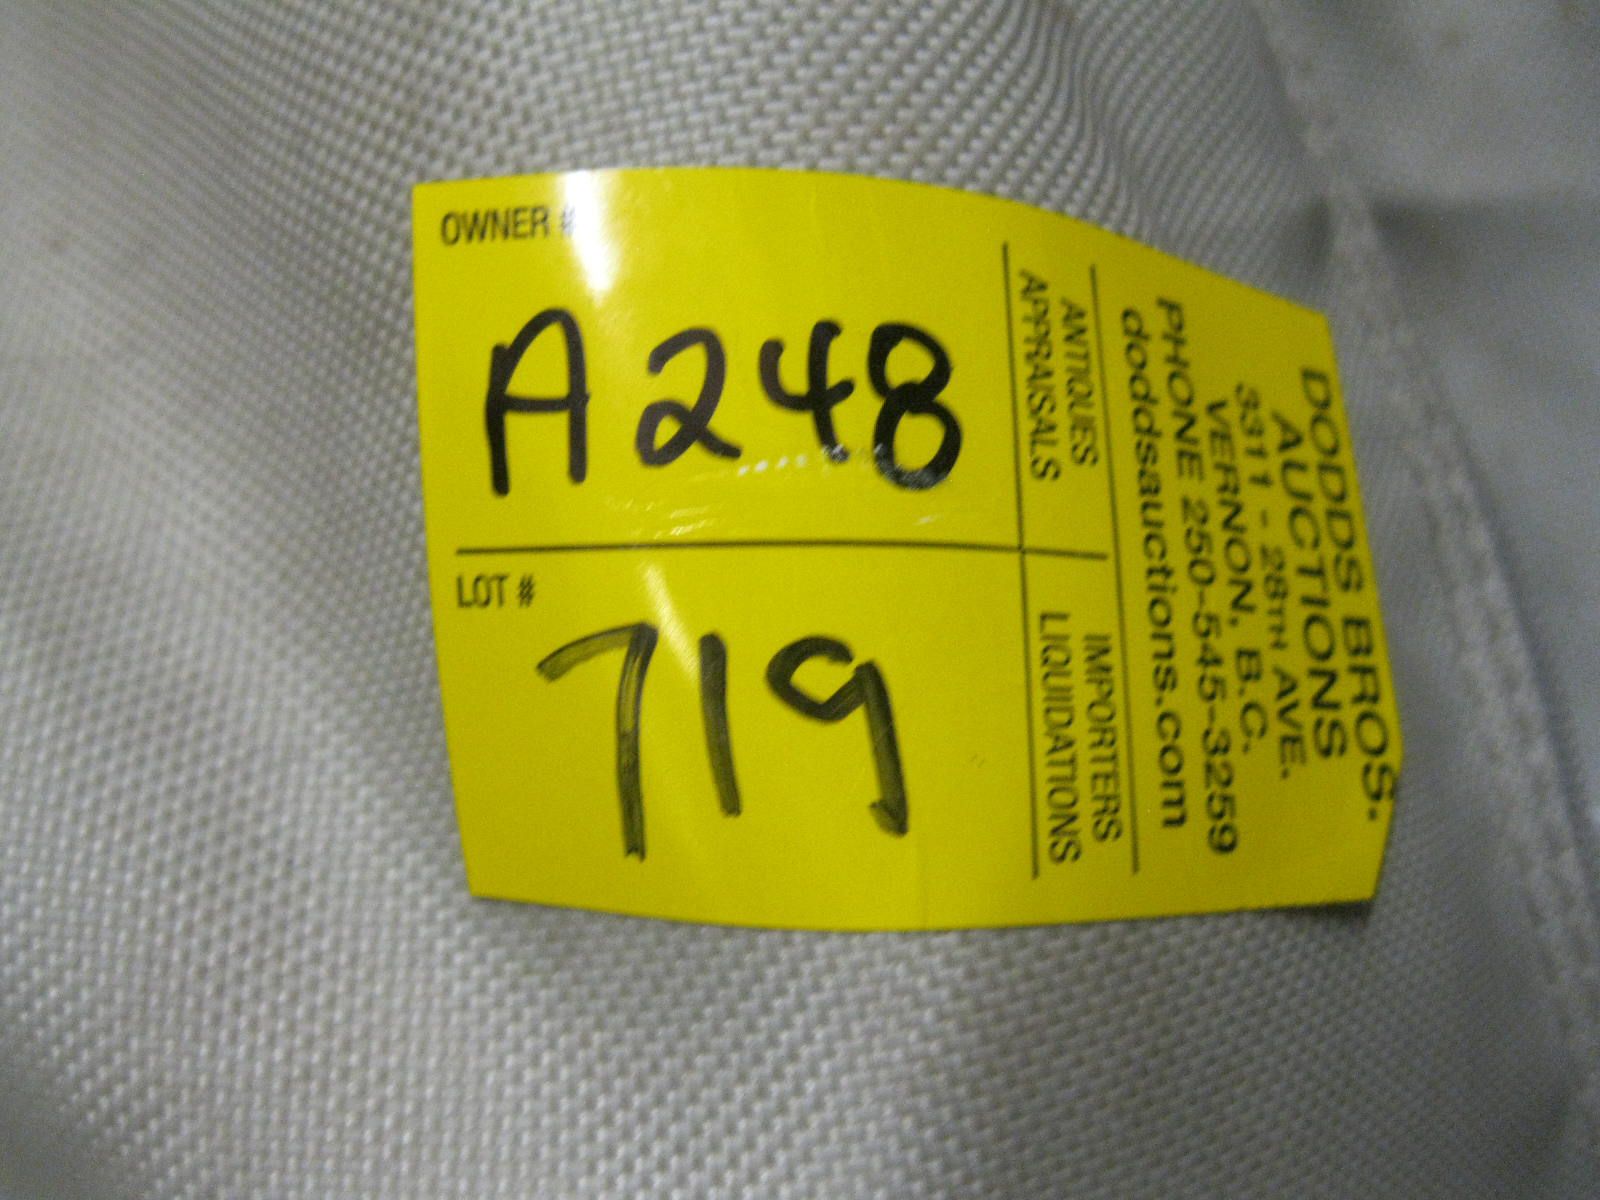 OWNER #
A248
LOT #
719
DODDS BROS.
AUCTIONS
3311 - 28TH AVE.
VERNON, B.C.
PHONE 250-545-3259
doddsauctions.com
ANTIQUES
APPRAISALS
IMPORTERS
LIQUIDATIONS